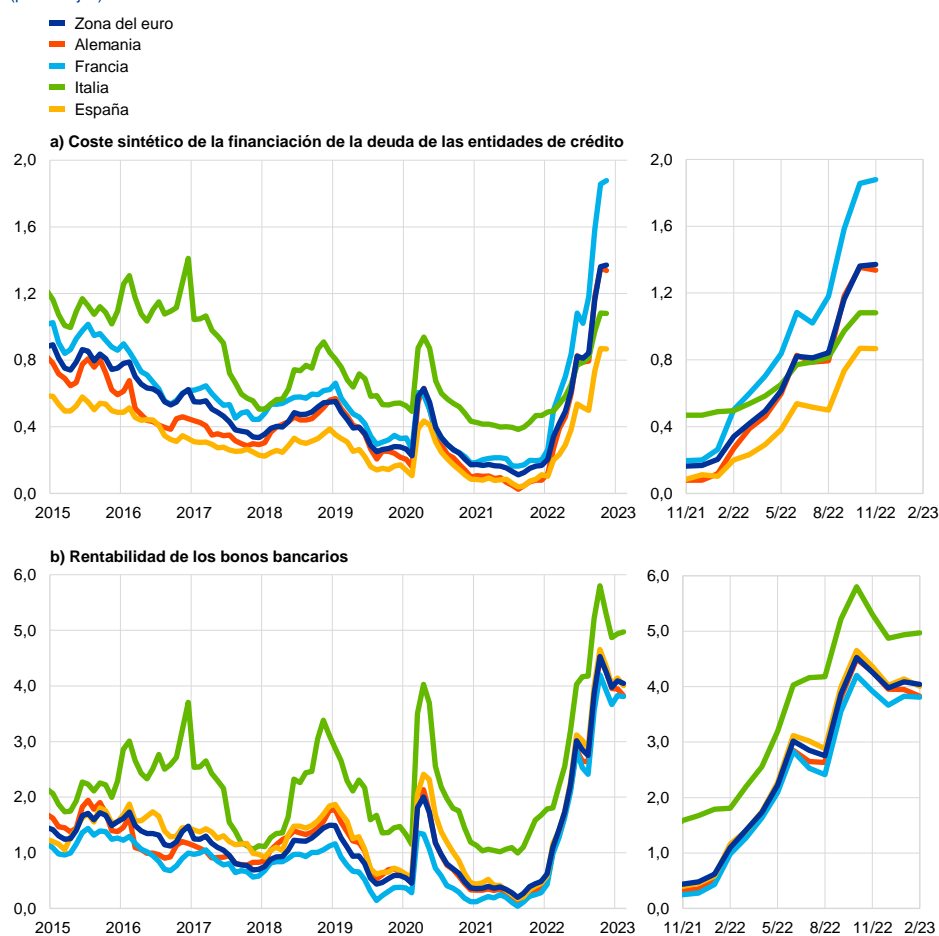 Zona del euro
Alemania
Francia
Italia
España
a) Coste sintético de la financiación de la deuda de las entidades de crédito
2,0
1,6
1,2
0,8
0,4
0,0
2015 2016 2017 2018 2019 2020 2021 2022 2023
2,0
1,6
1,2
0,8
0,4
0,0
11/21 2/22 5/22 8/22 11/22 2/23
b) Rentabilidad de los bonos bancarios
6,0
5,0
4,0
3,0
2,0
1,0
0,0
2015 2016 2017 2018 2019 2020 2021 2022 2023
6,0
5,0
4,0
3,0
2,0
1,0
0,0
11/21 2/22 5/22 8/22 11/22 2/23